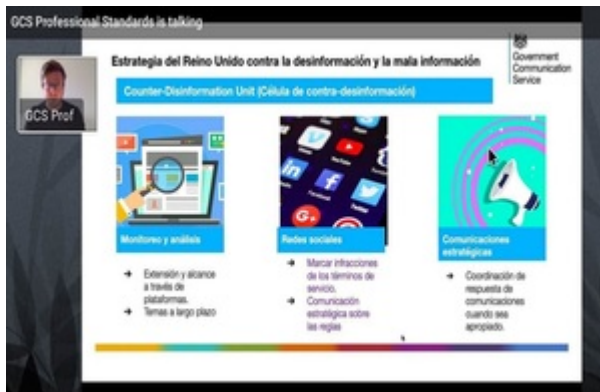 GCS Professional Standards is talking
GCS Prof
Government
Communication
Service
Estrategia del Reino Unido contra la desinformación y la mala información
Counter-Disinformation Unit (Célula de contra-desinformación)
Monitoreo y análisis
➔ Extensión y alcance
a través de
plataformas.
➔ Temas a largo plazo
Redes sociales
➔ Marcar infracciones
de los términos de
servicio.
➔ Comunicación
estratégica sobre
las reglas
Comunicaciones
estratégicas
➔ Coordinación de
respuesta de
comunicaciones
cuando sea
apropiado.